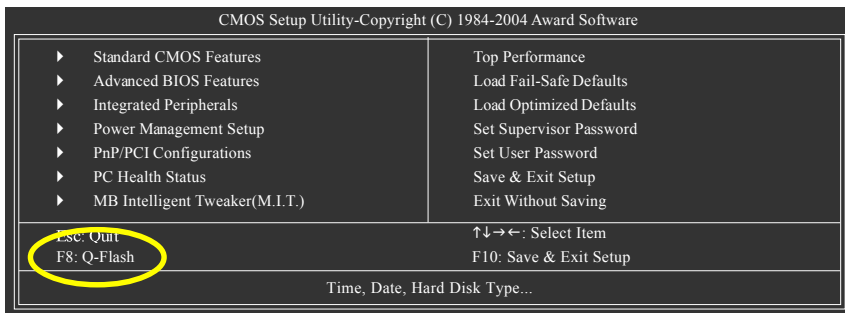 CMOS Setup Utility-Copyright (C) 1984-2004 Award Software
Standard CMOS Features
Advanced BIOS Features
Integrated Peripherals
Power Management Setup
PnP/PCI Configurations
PC Health Status
MB Intelligent Tweaker(M.I.T.)
Top Performance
Load Fail-Safe Defaults
Load Optimized Defaults
Set Supervisor Password
Set User Password
Save & Exit Setup
Exit Without Saving
Esc: Quit
F8: Q-Flash
↑↓→←: Select Item
F10: Save & Exit Setup
Time, Date, Hard Disk Type...